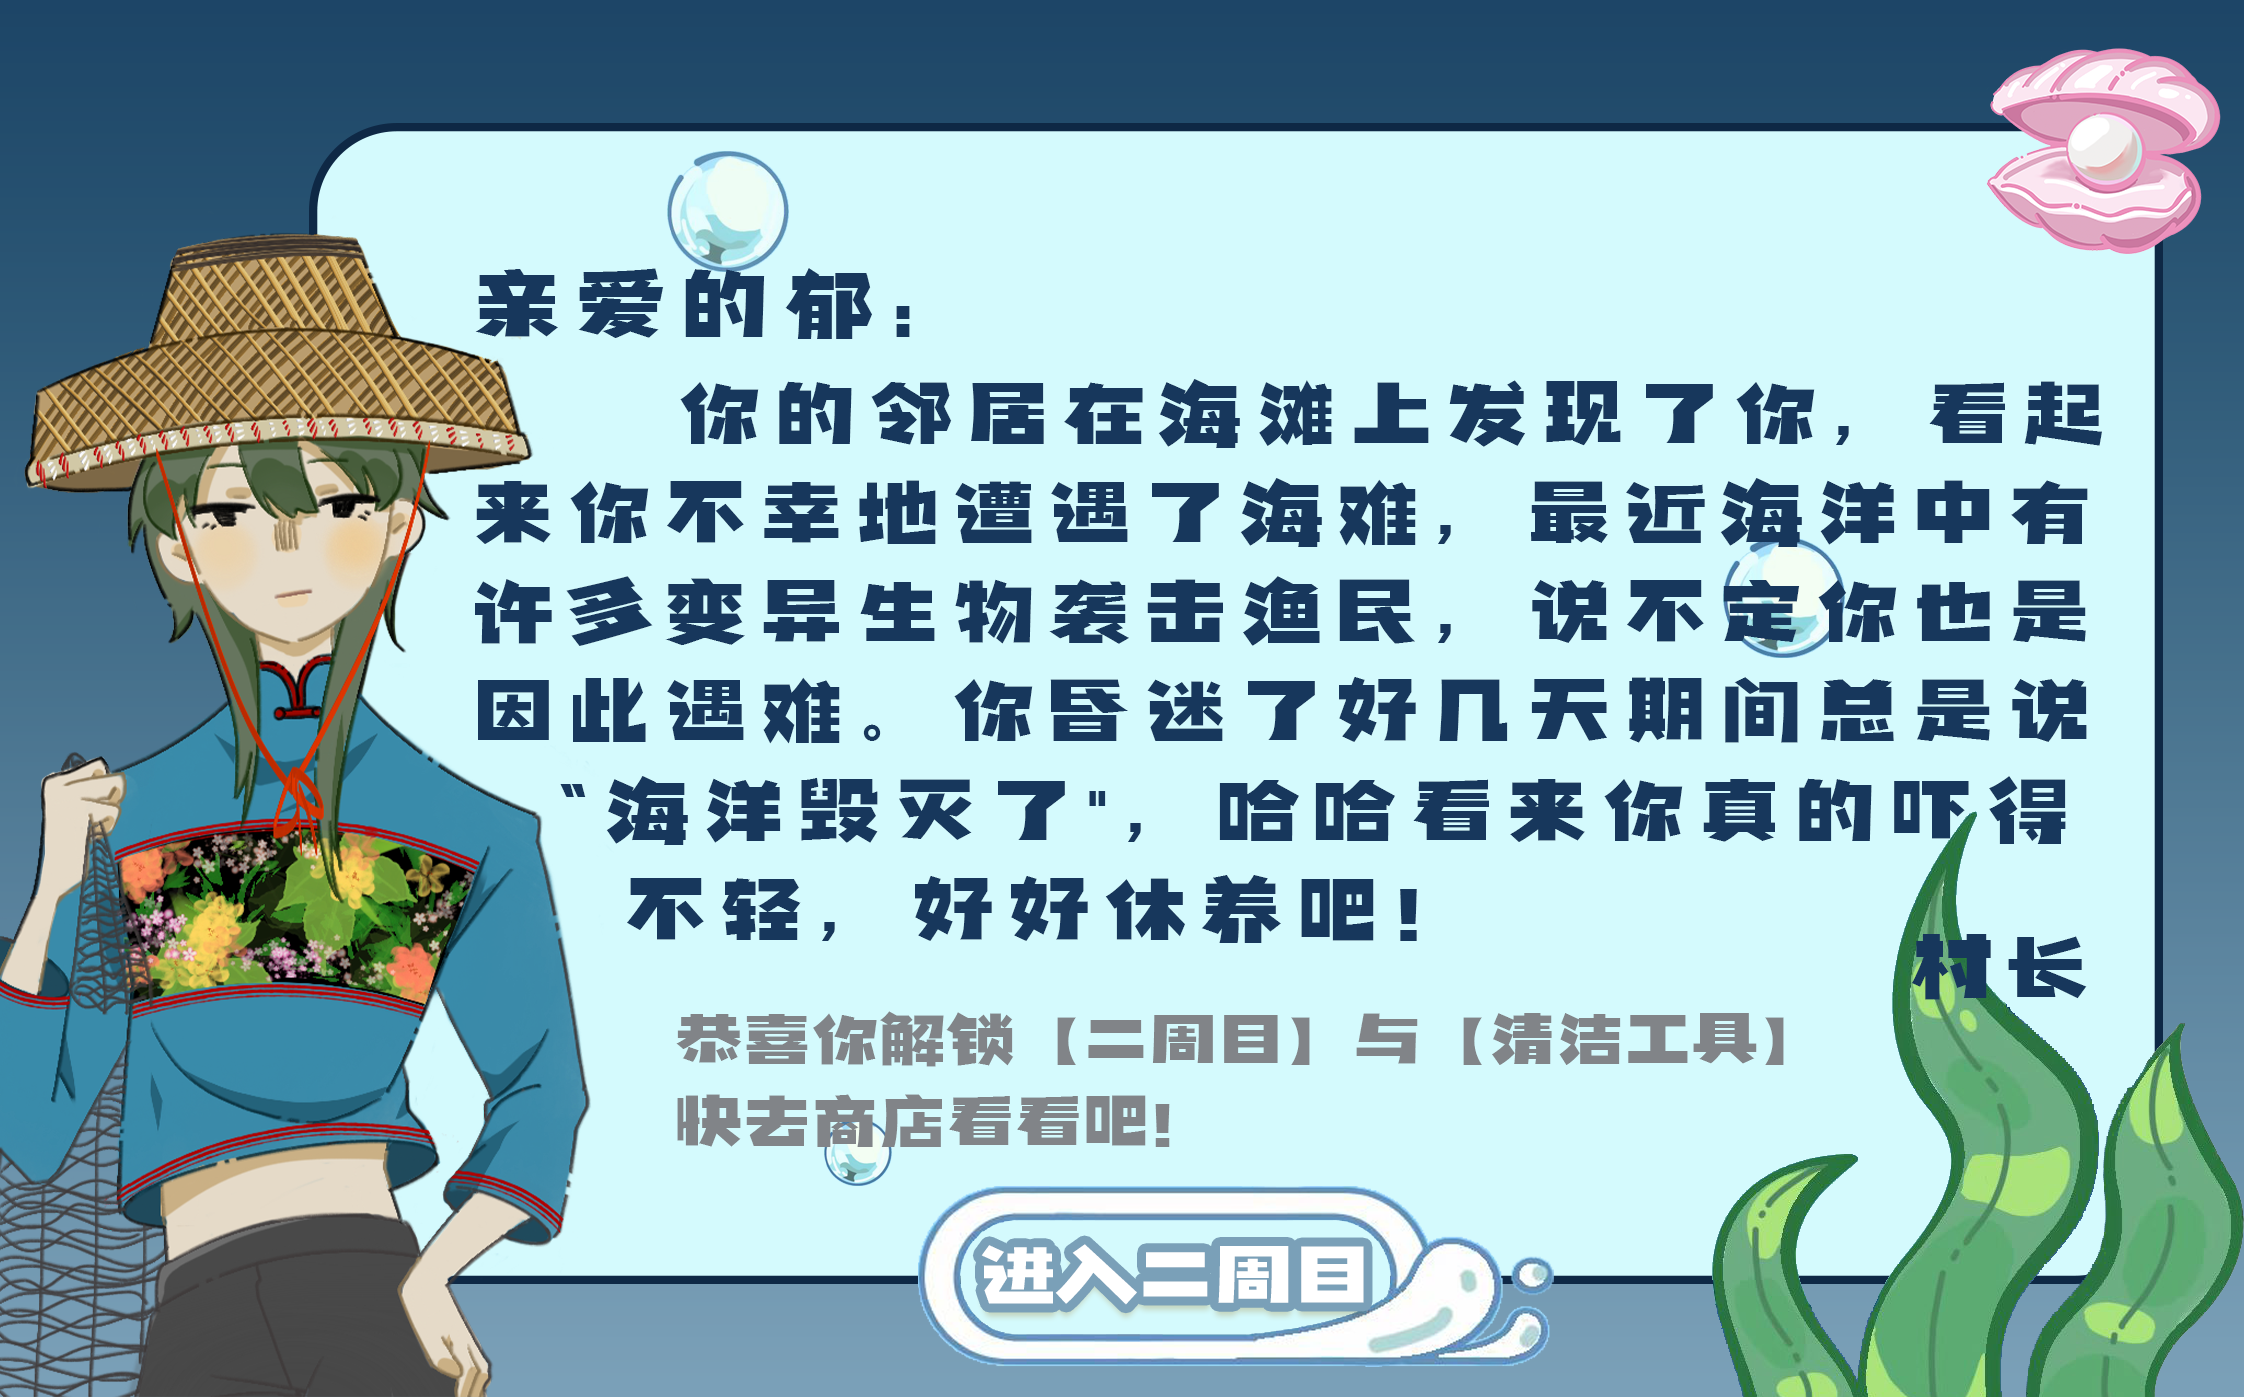 亲爱的郁：
你的邻居在海滩上发现了你，看起
来你不幸地遭遇了海难，最近海洋中有
许多变异生物袭击渔民，说不定你也是
因此遇难。你昏迷了好几天期间总是说
“海洋毁灭了"，哈哈看来你真的吓得
不轻，好好休养吧！
村长
恭喜你解锁【二周目】与【清洁工具】
快去商店看看吧！
进入二周目